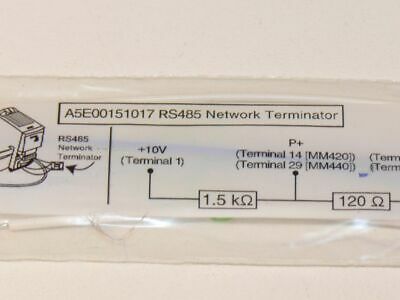 A5E00151017 RS485 Network Terminator
RS485
Network
Terminator
+10V
(Terminal 1)
P+
(Terminal 14 [MM420])
(Terminal 29 [MM440])
1.5 kΩ
120 Ω